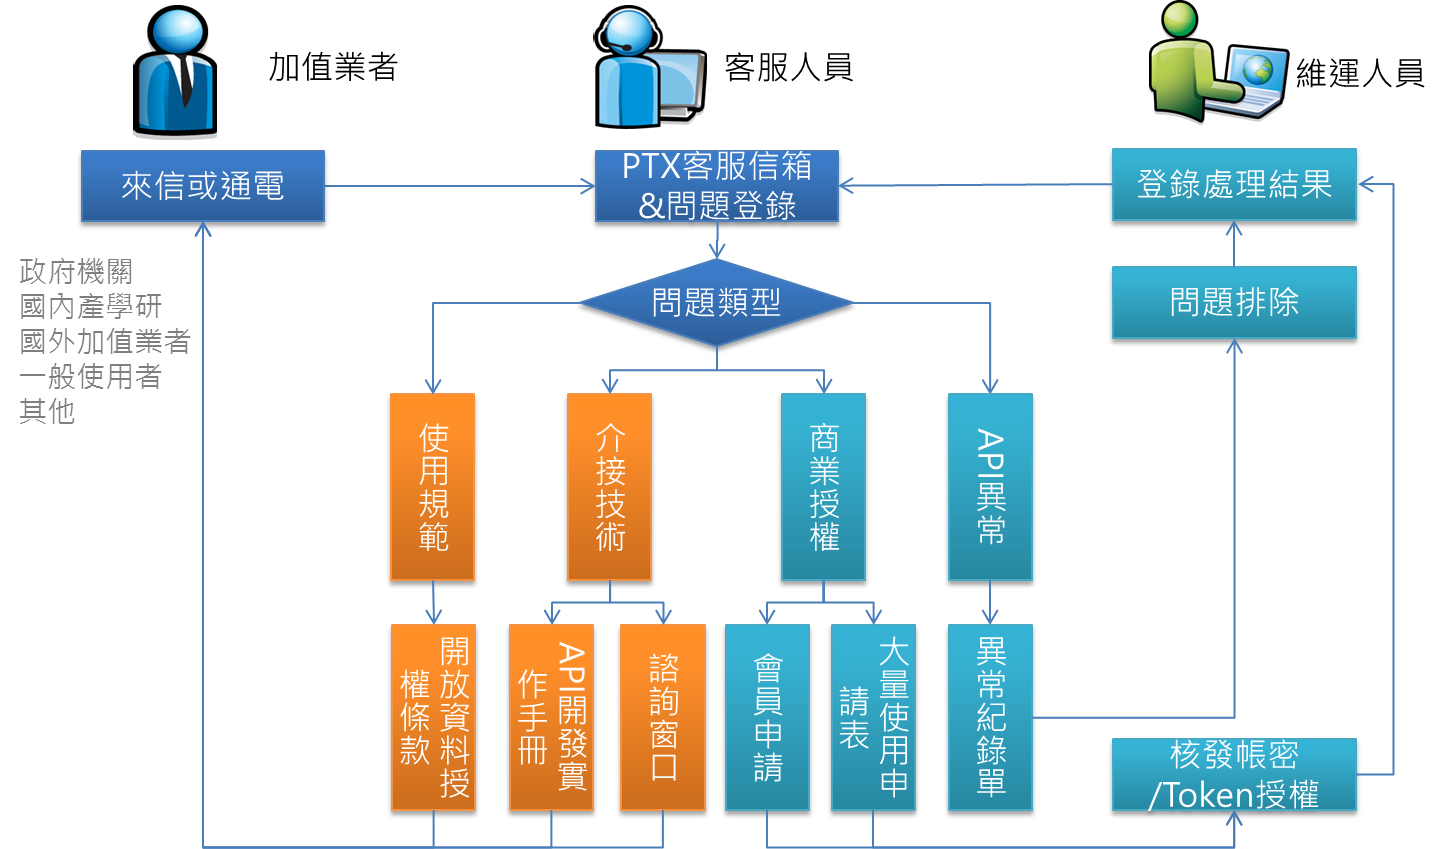 加值業者
客服人員
維運人員
來信或通電
PTX客服信箱
&問題登錄
登錄處理結果
政府機關
國內產學研
國外加值業者
一般使用者
其他
問題類型
問題排除
使用規範
介接技術
商業授權
API異常
開放資料授
權條款
API開發實
作手冊
諮詢窗口
會員申請
大量使用申
請表
異常紀錄單
核發帳密
/Token授權